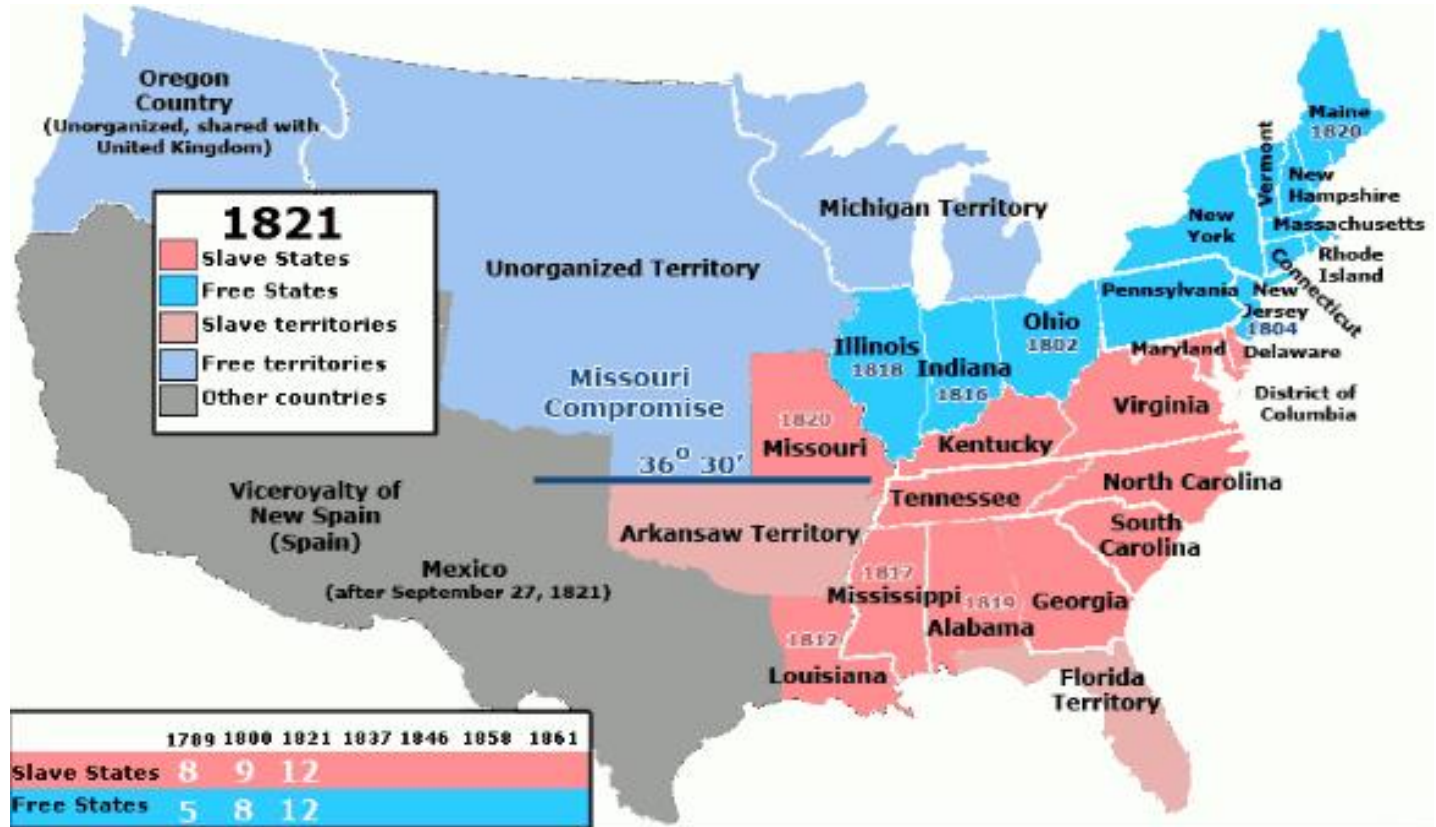 Oregon
Country
(Unorganized, shared with
United Kingdom)
1821
Slave States
Free States
Slave territories
Free territories
Other countries
Unorganized Territory
Michigan Territory
Maine
1820
Vermont
New
Hampshire
Massachusetts
New
York
Rhode
Island
Connecticut
Pennsylvania
New
Jersey
1804
Ohio
1802
Illinois
1818
Indiana
1816
Maryland
Delaware
District of
Columbia
Missouri
Compromise
36° 30'
1820
Missouri
Kentucky
Virginia
Tennessee
North Carolina
South
Carolina
Arkansaw Territory
Viceroyalty of
New Spain
(Spain)
Mexico
(after September 27, 1821)
1817
Mississippi
1819
Alabama
Georgia
1812
Louisiana
Florida
Territory
1789 1800 1821 1837 1846 1858 1861
Slave States 8 9 12
Free States 5 8 12